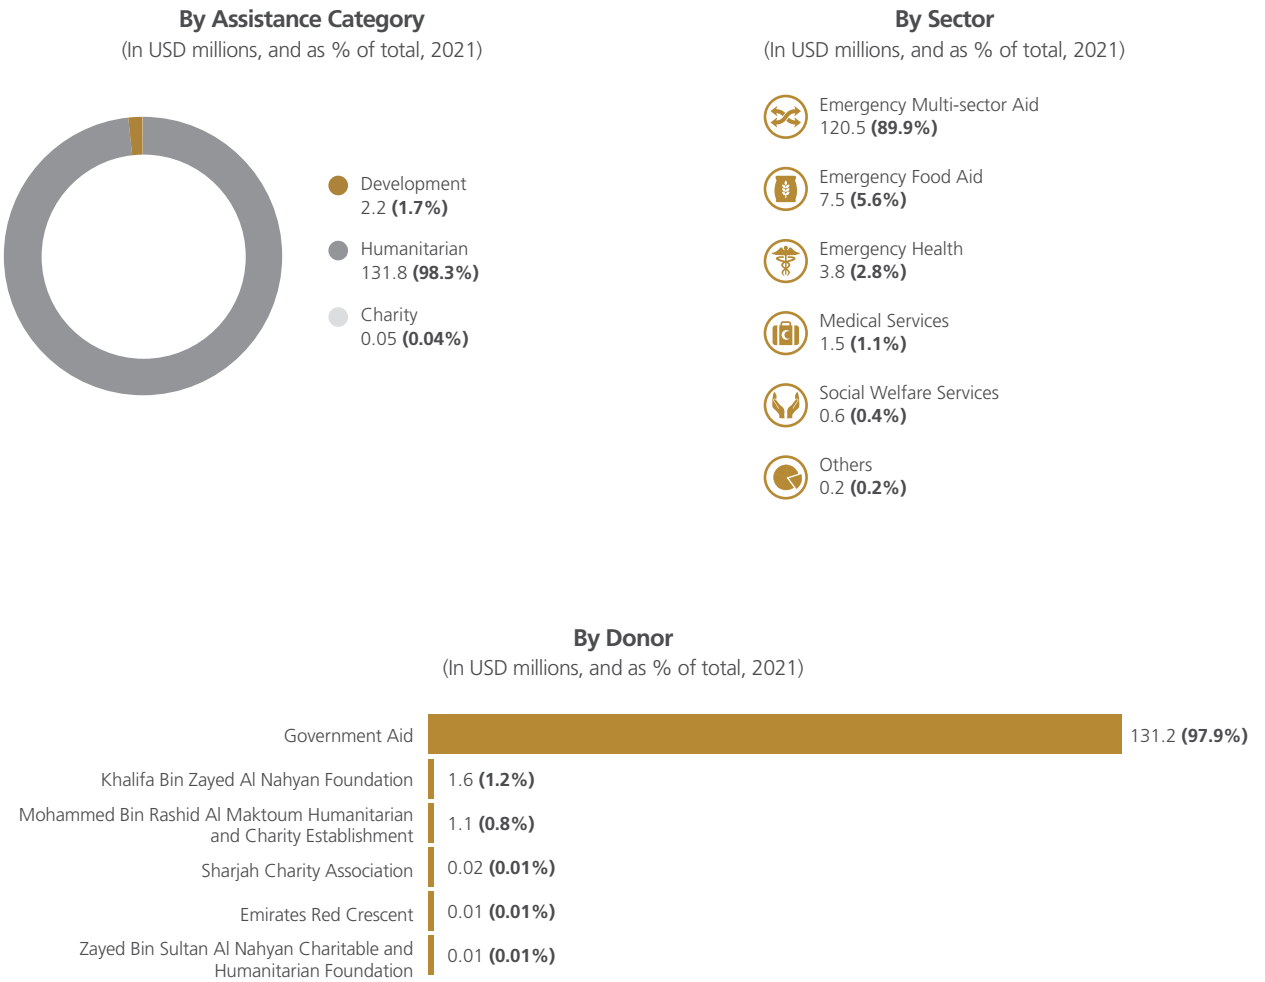 By Assistance Category
(In USD millions, and as % of total, 2021)
Development
2.2 (1.7%)
Humanitarian
131.8 (98.3%)
Charity
0.05 (0.04%)
By Sector
(In USD millions, and as % of total, 2021)
Emergency Multi-sector Aid
120.5 (89.9%)
Emergency Food Aid
7.5 (5.6%)
Emergency Health
3.8 (2.8%)
Medical Services
1.5 (1.1%)
Social Welfare Services
0.6 (0.4%)
Others
0.2 (0.2%)
By Donor
(In USD millions, and as % of total, 2021)
Government Aid
131.2 (97.9%)
Khalifa Bin Zayed Al Nahyan Foundation
1.6 (1.2%)
Mohammed Bin Rashid Al Maktoum Humanitarian
and Charity Establishment
1.1 (0.8%)
Sharjah Charity Association
0.02 (0.01%)
Emirates Red Crescent
0.01 (0.01%)
Zayed Bin Sultan Al Nahyan Charitable and
Humanitarian Foundation
0.01 (0.01%)